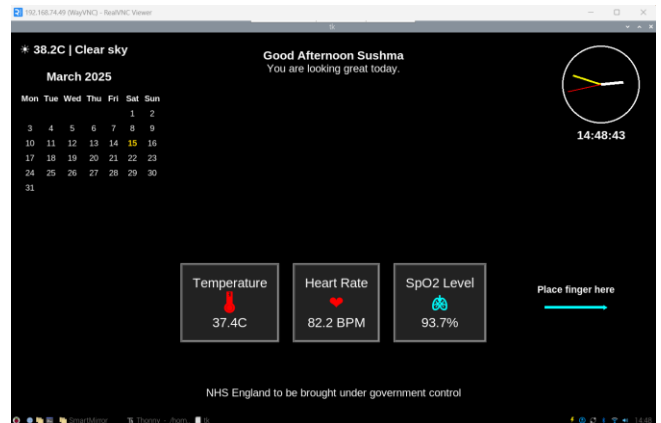 192.168.74.49 (WayVNC) - RealVNC Viewer
tk
38.2C | Clear sky
March 2025
Mon Tue Wed Thu Fri Sat Sun
1 2
3 4 5 6 7 8 9
10 11 12 13 14 15 16
17 18 19 20 21 22 23
24 25 26 27 28 29 30
31
Good Afternoon Sushma
You are looking great today.
14:48:43
Temperature
37.4C
Heart Rate
82.2 BPM
SpO2 Level
93.7%
Place finger here
NHS England to be brought under government control
SmartMirror
Thonny - /hom...
tk
14:48